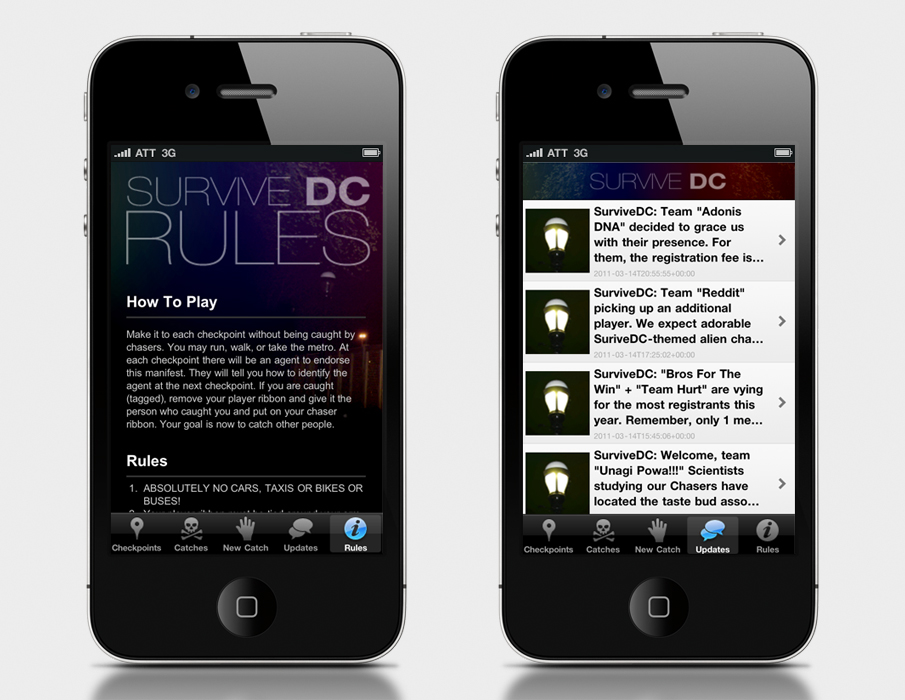 ATT 3G
SURVIVE DC
RULES
How To Play
Make it to each checkpoint without being caught by
chasers. You may run, walk, or take the metro. At
each checkpoint there will be an agent to endorse
this manifest. They will tell you how to identify the
agent at the next checkpoint. If you are caught
(tagged), remove your player ribbon and give it the
person who caught you and put on your chaser
ribbon. Your goal is now to catch other people.
Rules
1. ABSOLUTELY NO CARS, TAXIS OR BIKES OR
BUSES!
Checkpoints Catches New Catch Updates Rules
ATT 3G
SURVIVE DC
SurviveDC: Team "Adonis
DNA" decided to grace us
with their presence. For
them, the registration fee is...
2011-03-14T20:55:55+00:00
SurviveDC: Team "Reddit"
picking up an additional
player. We expect adorable
SuriveDC-themed alien cha...
2011-03-14T17:25:02+00:00
SurviveDC: "Bros For The
Win" + "Team Hurt" are vying
for the most registrants this
year. Remember, only 1 me...
2011-03-14T15:45:06+00:00
SurviveDC: Welcome, team
"Unagi Powa!!!" Scientists
studying our Chasers have
located the taste bud asso...
Checkpoints Catches New Catch Updates Rules